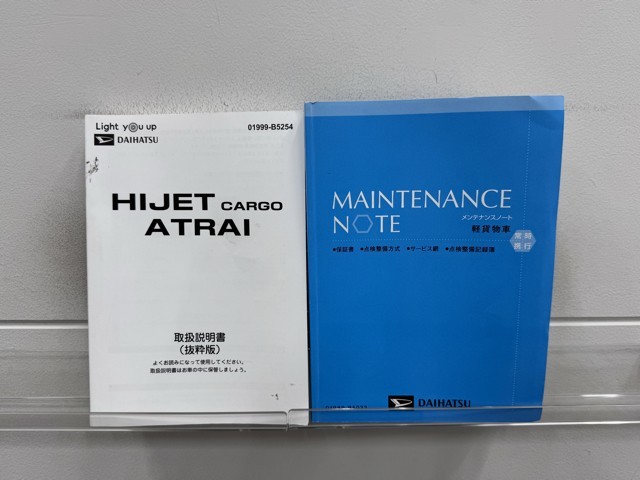 Light you up
DAIHATSU
01999-B5254
HIJET CARGO
ATRAI
取扱説明書
（抜粋版）
よくお読みになって使用してください。
取扱説明書はお車の中に保管しましょう。
MAINTENANCE
NOTE
メンテナンスノート
軽貨物車
常時
携行
●保証書 ●点検整備方式 ●サービス網 ●点検整備記録簿
DAIHATSU